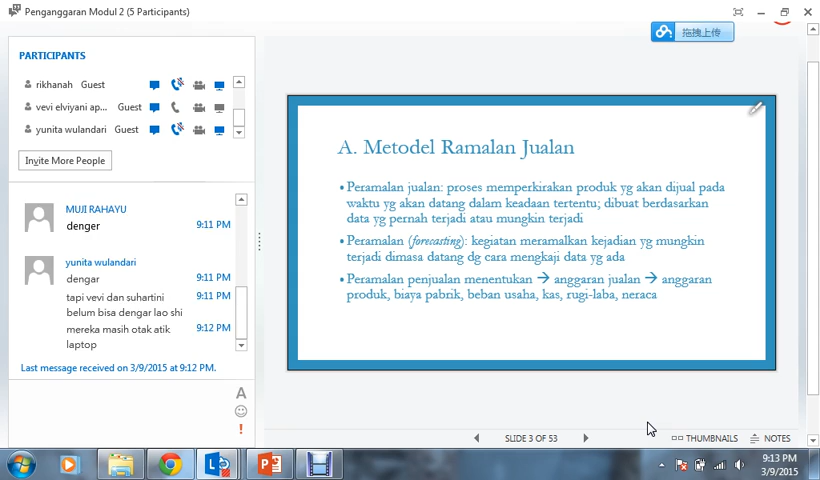 Penganggaran Modul 2 (5 Participants)
拖拽上传
PARTICIPANTS
rikhanah Guest
vevi elviyani ap... Guest
yunita wulandari Guest
Invite More People
MUJI RAHAYU
denger 9:11 PM
yunita wulandari
dengar 9:11 PM
tapi vevi dan suhartini 9:11 PM
belum bisa dengar lao shi
mereka masih otak atik 9:12 PM
laptop
Last message received on 3/9/2015 at 9:12 PM.
A
A. Metodel Ramalan Jualan
•Peramalan jualan: proses memperkirakan produk yg akan dijual pada
waktu yg akan datang dalam keadaan tertentu; dibuat berdasarkan
data yg pernah terjadi atau mungkin terjadi
•Peramalan (forecasting): kegiatan meramalkan kejadian yg mungkin
terjadi dimasa datang dg cara mengkaji data yg ada
•Peramalan penjualan menentukan → anggaran jualan → anggaran
produk, biaya pabrik, beban usaha, kas, rugi-laba, neraca
SLIDE 3 OF 53
THUMBNAILS
NOTES
9:13 PM
3/9/2015